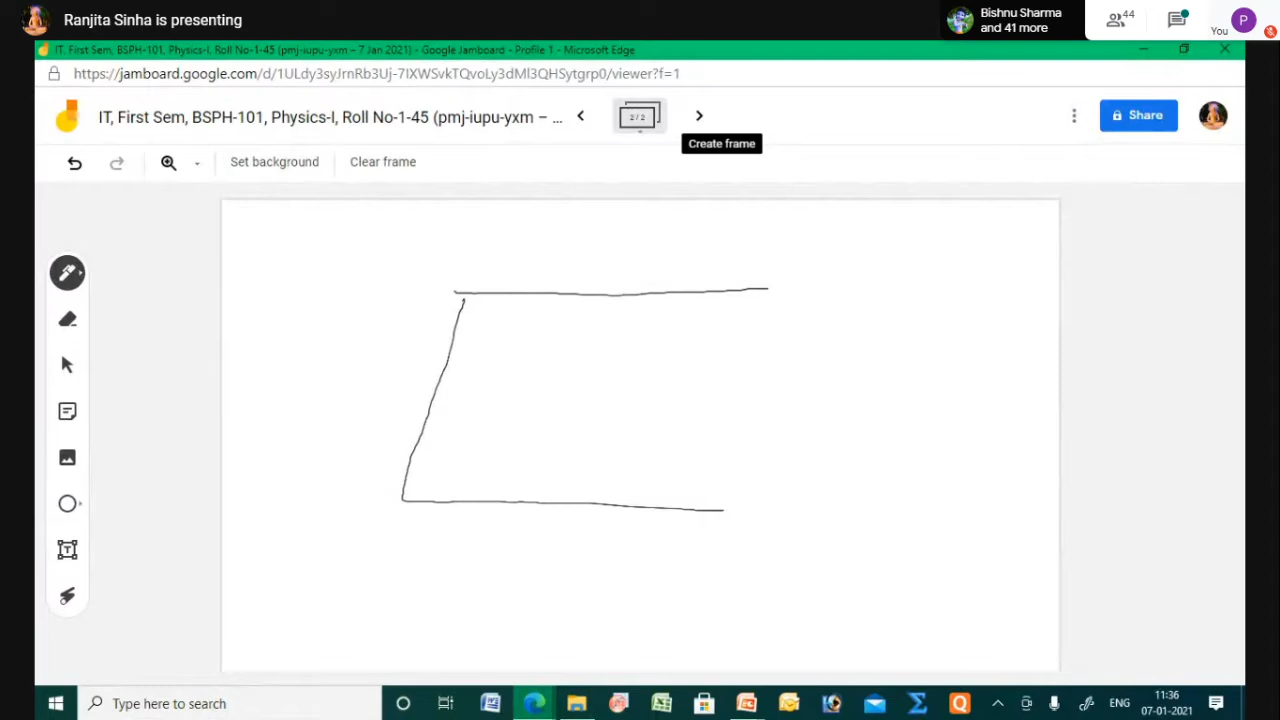 Ranjita Sinha is presenting
Bishnu Sharma
and 41 more
44
You
P
IT, First Sem, BSPH-101, Physics-I, Roll No-1-45 (pmj-iupu-yxm – 7 Jan 2021) - Google Jamboard - Profile 1 - Microsoft Edge
https://jamboard.google.com/d/1ULdy3syJrnRb3Uj-7IXWSvkTQvoLy3dMl3QHSytgrp0/viewer?f=1
IT, First Sem, BSPH-101, Physics-I, Roll No-1-45 (pmj-iupu-yxm – ...
2 / 2
Share
Create frame
Set background
Clear frame
Type here to search
ENG
11:36
07-01-2021